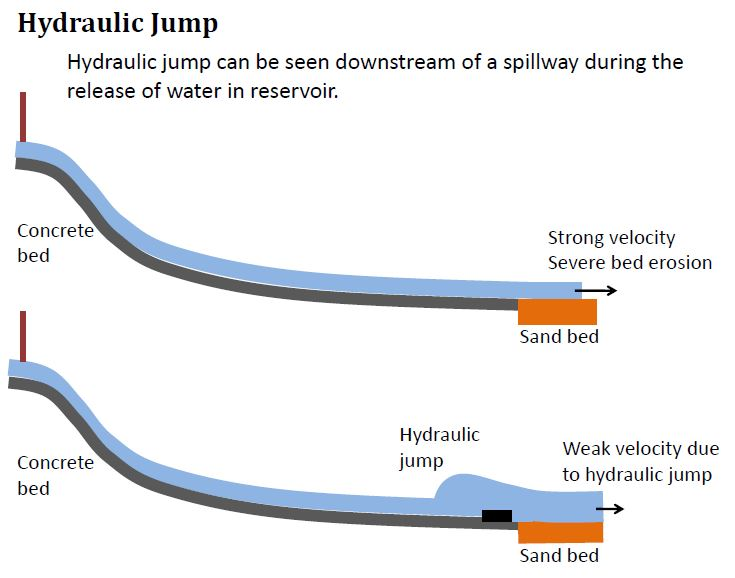 Hydraulic Jump
Hydraulic jump can be seen downstream of a spillway during the
release of water in reservoir.
Concrete
bed
Strong velocity
Severe bed erosion
Sand bed
Hydraulic
jump
Weak velocity due
to hydraulic jump
Concrete
bed
Sand bed